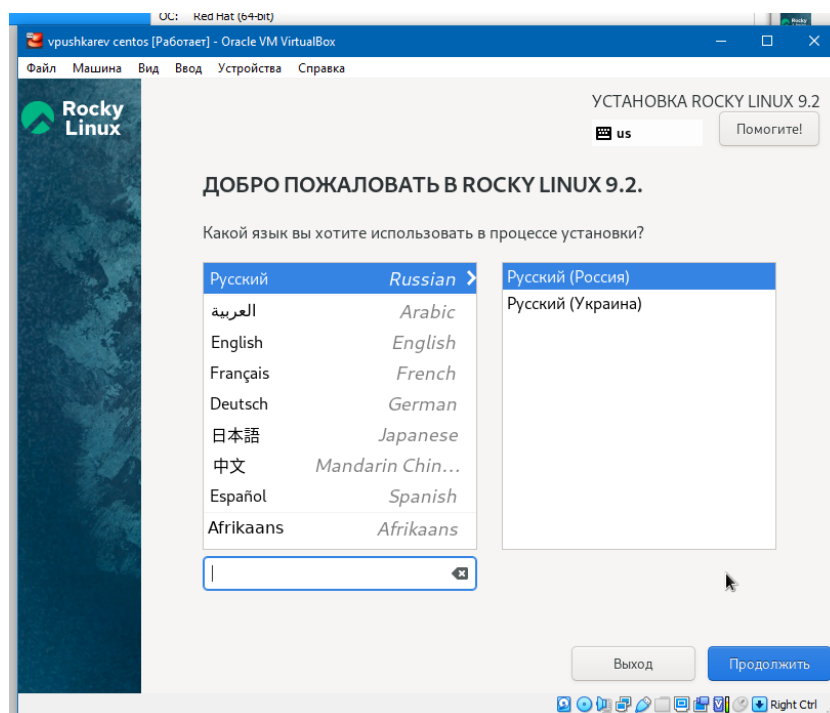 ОС: Red Hat (64-bit)
vpushkarev centos [Работает] - Oracle VM VirtualBox
Файл Машина Вид Ввод Устройства Справка
Rocky Linux
УСТАНОВКА ROCKY LINUX 9.2
us Помогите!
ДОБРО ПОЖАЛОВАТЬ В ROCKY LINUX 9.2.
Какой язык вы хотите использовать в процессе установки?
Русский Russian
العربية Arabic
English English
Français French
Deutsch German
日本語 Japanese
中文 Mandarin Chin...
Español Spanish
Afrikaans Afrikaans
Русский (Россия)
Русский (Украина)
Выход Продолжить
Right Ctrl